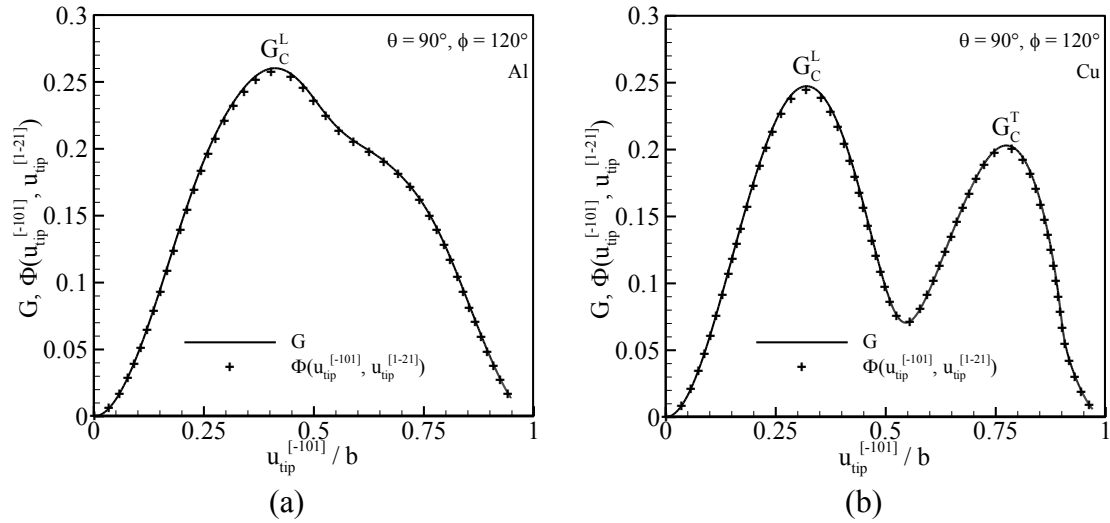 0.3
0.25
0.2
0.15
0.1
0.05
0
G, Φ(u_tip^[-101], u_tip^[1-21])
G_C^L
θ = 90°, ϕ = 120°
Al
G
Φ(u_tip^[-101], u_tip^[1-21])
0 0.25 0.5 0.75 1
u_tip^[-101] / b
(a)
0.3
0.25
0.2
0.15
0.1
0.05
0
G, Φ(u_tip^[-101], u_tip^[1-21])
θ = 90°, ϕ = 120°
Cu
G_C^L
G_C^T
G
Φ(u_tip^[-101], u_tip^[1-21])
0 0.25 0.5 0.75 1
u_tip^[-101] / b
(b)